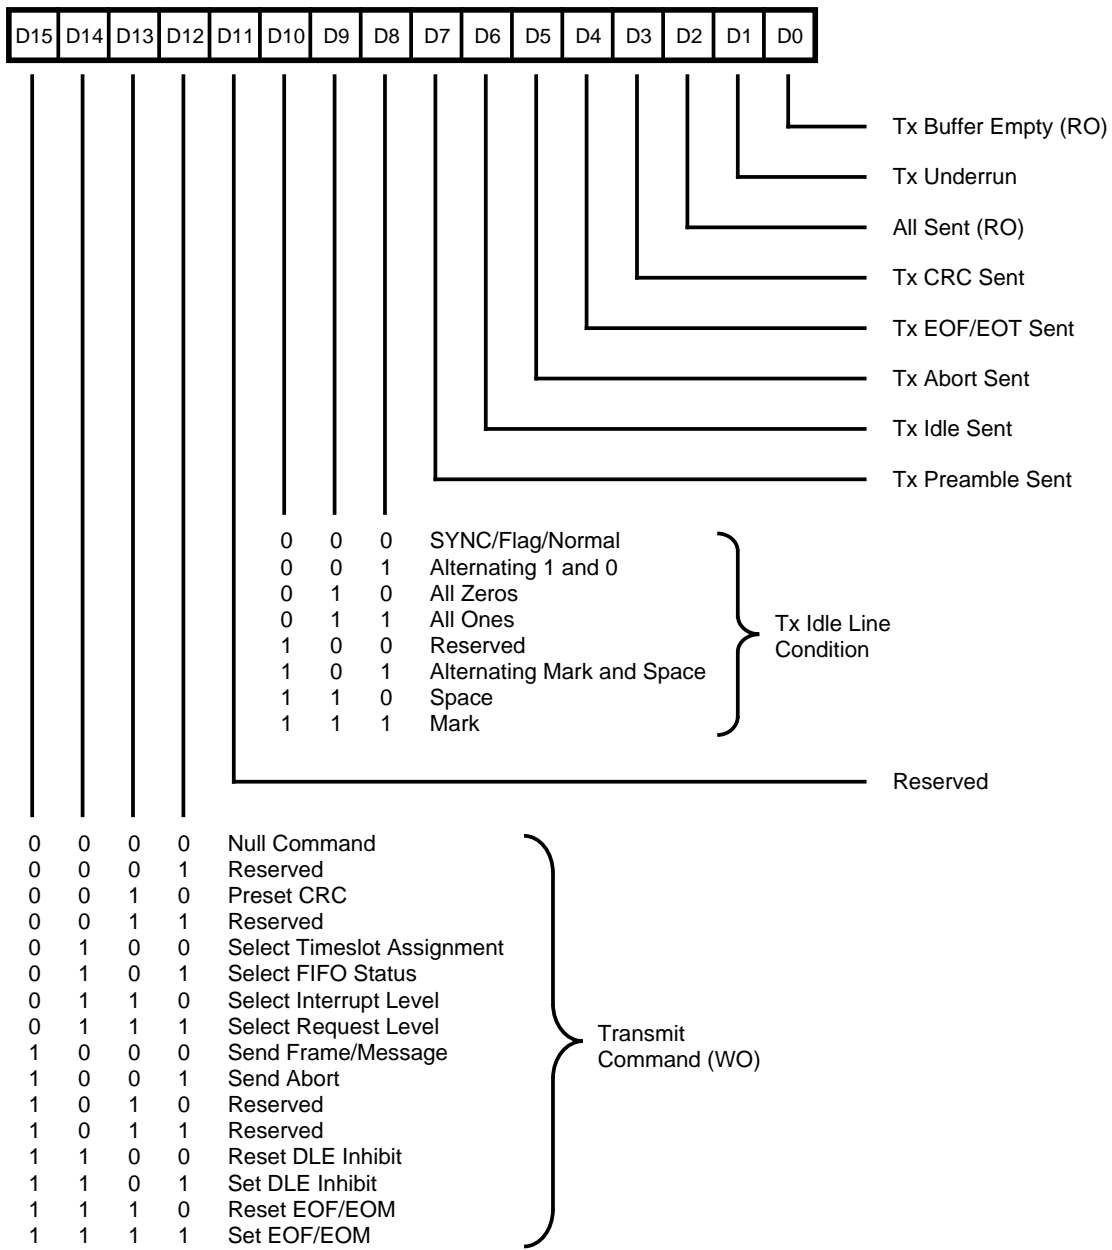 D15 D14 D13 D12 D11 D10 D9 D8 D7 D6 D5 D4 D3 D2 D1 D0
Tx Buffer Empty (RO)
Tx Underrun
All Sent (RO)
Tx CRC Sent
Tx EOF/EOT Sent
Tx Abort Sent
Tx Idle Sent
Tx Preamble Sent
0 0 0 SYNC/Flag/Normal
0 0 1 Alternating 1 and 0
0 1 0 All Zeros
0 1 1 All Ones
1 0 0 Reserved
1 0 1 Alternating Mark and Space
1 1 0 Space
1 1 1 Mark
Tx Idle Line
Condition
Reserved
0 0 0 0 Null Command
0 0 0 1 Reserved
0 0 1 0 Preset CRC
0 0 1 1 Reserved
0 1 0 0 Select Timeslot Assignment
0 1 0 1 Select FIFO Status
0 1 1 0 Select Interrupt Level
0 1 1 1 Select Request Level
1 0 0 0 Send Frame/Message
1 0 0 1 Send Abort
1 0 1 0 Reserved
1 0 1 1 Reserved
1 1 0 0 Reset DLE Inhibit
1 1 0 1 Set DLE Inhibit
1 1 1 0 Reset EOF/EOM
1 1 1 1 Set EOF/EOM
Transmit
Command (WO)